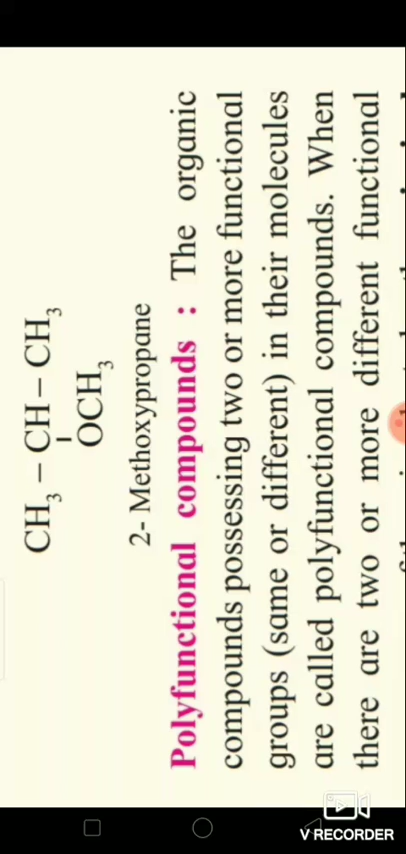 CH₃ – CH – CH₃
OCH₃
2- Methoxypropane
Polyfunctional compounds : The organic
compounds possessing two or more functional
groups (same or different) in their molecules
are called polyfunctional compounds. When
there are two or more different functional
V RECORDER